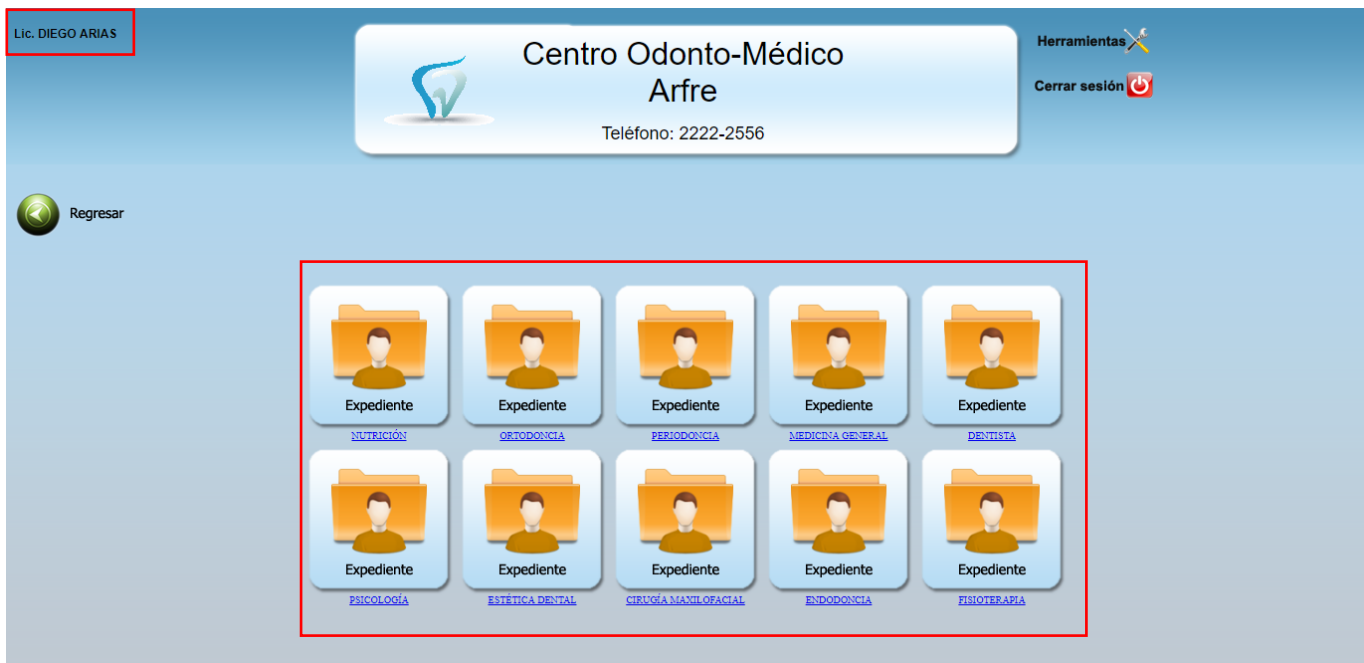 Lic. DIEGO ARIAS
Centro Odonto-Médico
Arfre
Teléfono: 2222-2556
Herramientas
Cerrar sesión
Regresar
Expediente Expediente Expediente Expediente Expediente
NUTRICIÓN ORTODONCIA PERIODONCIA MEDICINA GENERAL DENTISTA
Expediente Expediente Expediente Expediente Expediente
PSICOLOGÍA ESTÉTICA DENTAL CIRUGÍA MAXILOFACIAL ENDODONCIA FISIOTERAPIA